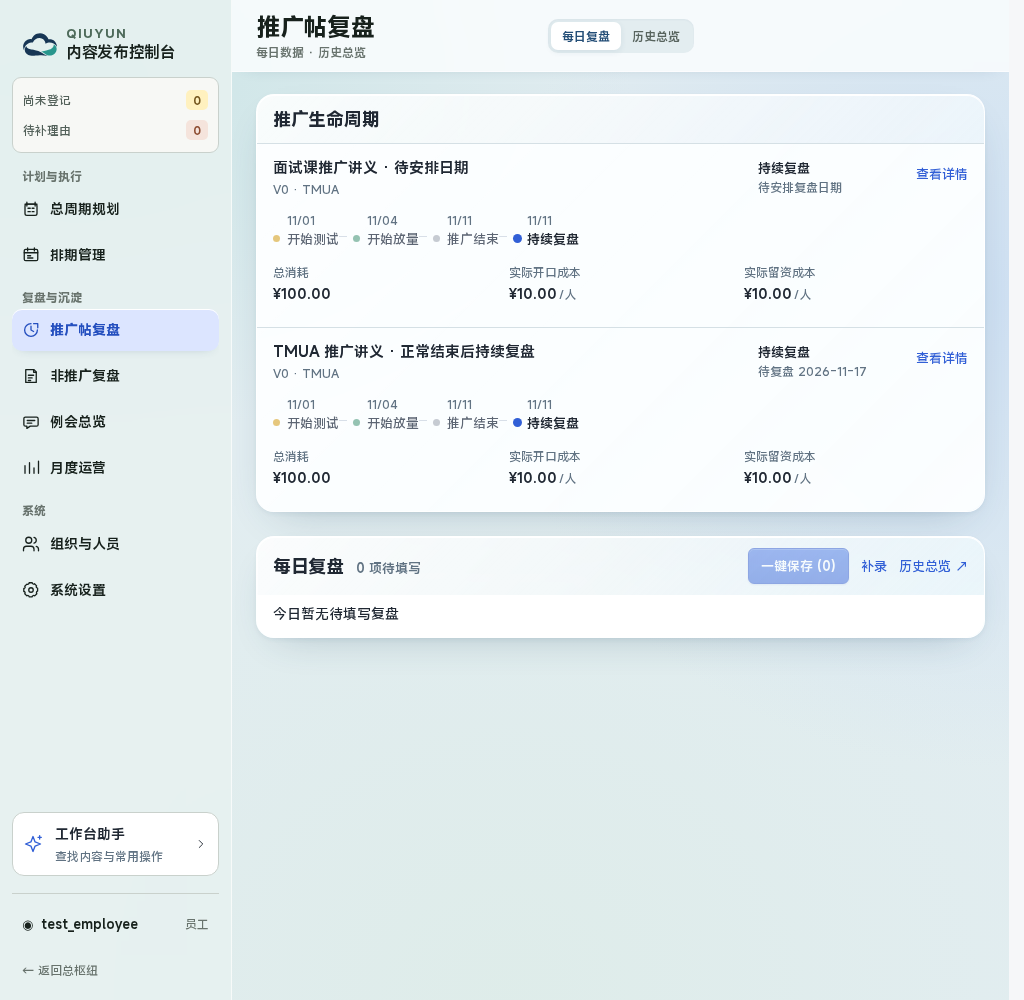 QIUYUN
内容发布控制台
尚未登记 0
待补理由 0
计划与执行
总周期规划
排期管理
复盘与沉淀
推广帖复盘
非推广复盘
例会总览
月度运营
系统
组织与人员
系统设置
工作台助手
查找内容与常用操作
test_employee 员工
← 返回总枢纽
推广帖复盘
每日数据 · 历史总览
每日复盘 历史总览
推广生命周期
面试课推广讲义 · 待安排日期
V0 · TMUA
持续复盘
待安排复盘日期
查看详情
11/01 11/04 11/11 11/11
开始测试 开始放量 推广结束 持续复盘
总消耗 实际开口成本 实际留资成本
¥100.00 ¥10.00 /人 ¥10.00 /人
TMUA 推广讲义 · 正常结束后持续复盘
V0 · TMUA
持续复盘
待复盘 2026-11-17
查看详情
11/01 11/04 11/11 11/11
开始测试 开始放量 推广结束 持续复盘
总消耗 实际开口成本 实际留资成本
¥100.00 ¥10.00 /人 ¥10.00 /人
每日复盘 0 项待填写 一键保存 (0) 补录 历史总览 ↗
今日暂无待填写复盘